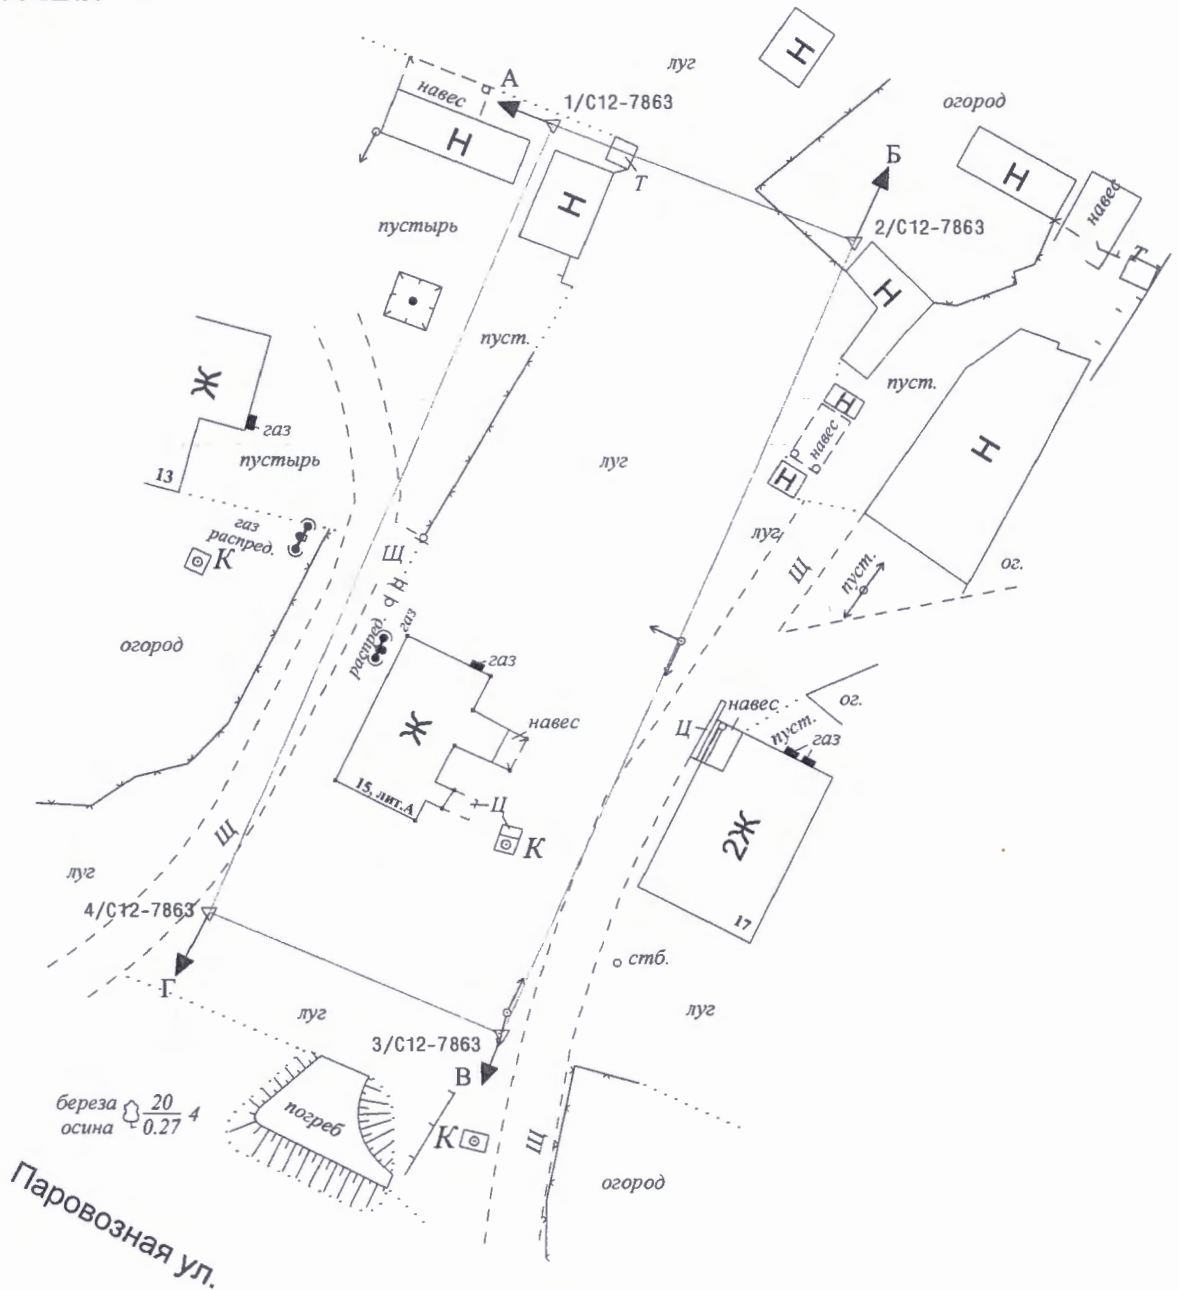 луг
Н
А
навес
1/С12-7863
огород
Н
Б
Т
Н
навес
Н
пустырь
2/С12-7863
Т
Н
пуст.
пуст.
Ж
Н
газ
13
пустырь
луг
навес
Н
Н
газ
распред.
К
Щ
луг
Щ
пуст.
ог.
огород
распред.
газ
газ
Ж
навес
15, лит.А
Ц
К
навес
ог.
Ц
пуст.
газ
2Ж
17
Щ
луг
4/С12-7863
Г
стб.
луг
луг
3/С12-7863
В
береза
осина
20
0.27
4
погреб
К
Щ
огород
Паровозная ул.